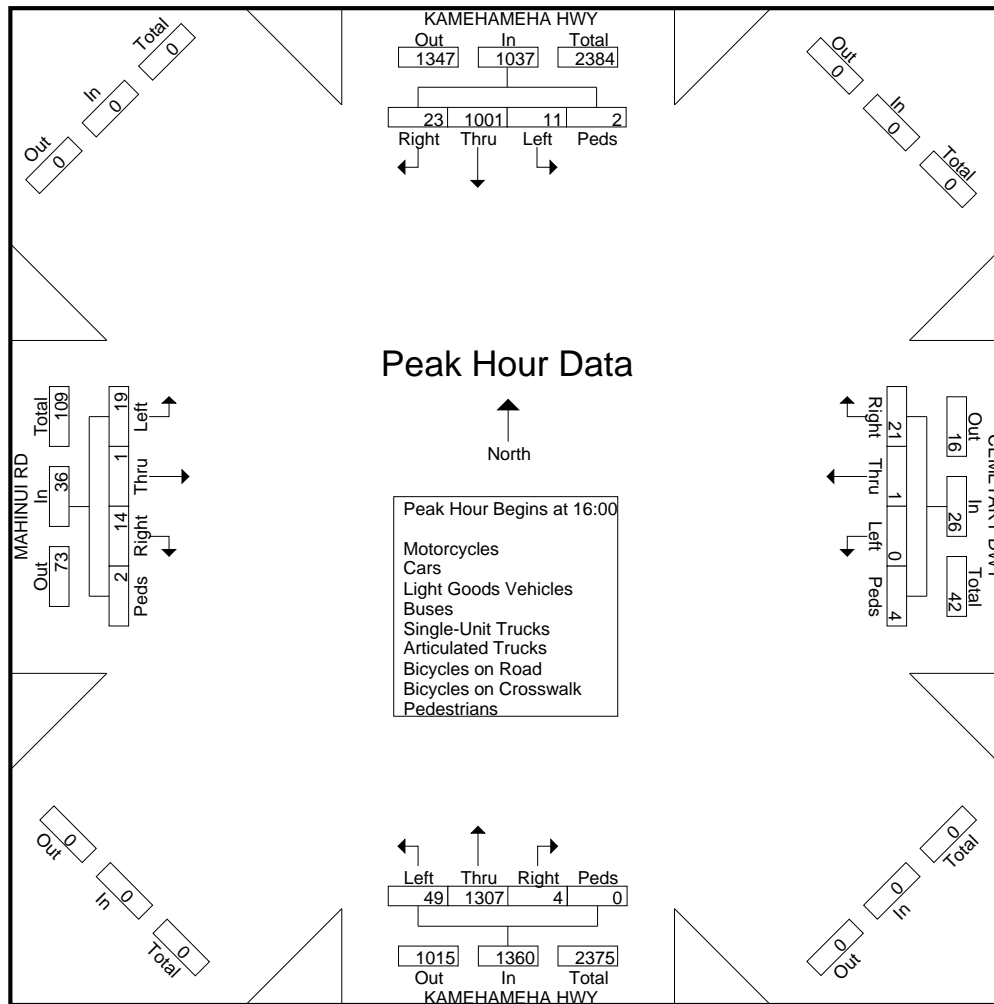 KAMEHAMEHA HWY
Out In Total
1347 1037 2384
23 1001 11 2
Right Thru Left Peds
Total
0
In
0
Out
0
Out
0
In
0
Total
0
Peak Hour Data
North
MAHINUI RD
Total In Out
109 36 73
19 1 14 2
Left Thru Right Peds
Right Thru Left Peds
21 1 0 4
Out In Total
16 26 42
Peak Hour Begins at 16:00
Motorcycles
Cars
Light Goods Vehicles
Buses
Single-Unit Trucks
Articulated Trucks
Bicycles on Road
Bicycles on Crosswalk
Pedestrians
0
Out
0
In
0
Total
0
Total
0
In
0
Out
Left Thru Right Peds
49 1307 4 0
1015 1360 2375
Out In Total
KAMEHAMEHA HWY